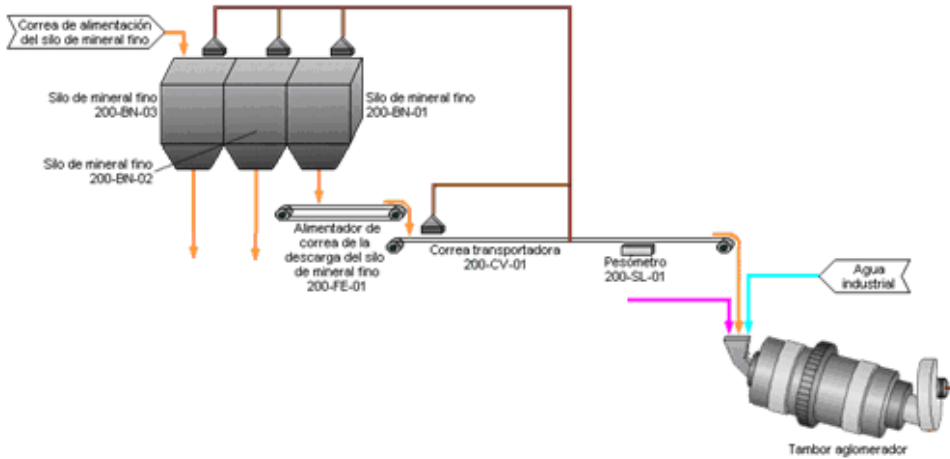 Correa de alimentación
del silo de mineral fino
Silo de mineral fino
200-BN-03
Silo de mineral fino
200-BN-01
Silo de mineral fino
200-BN-02
Alimentador de
correa de la
descarga del silo
de mineral fino
200-FE-01
Correa transportadora
200-CV-01
Pesómetro
200-SL-01
Agua
industrial
Tambor aglomerador